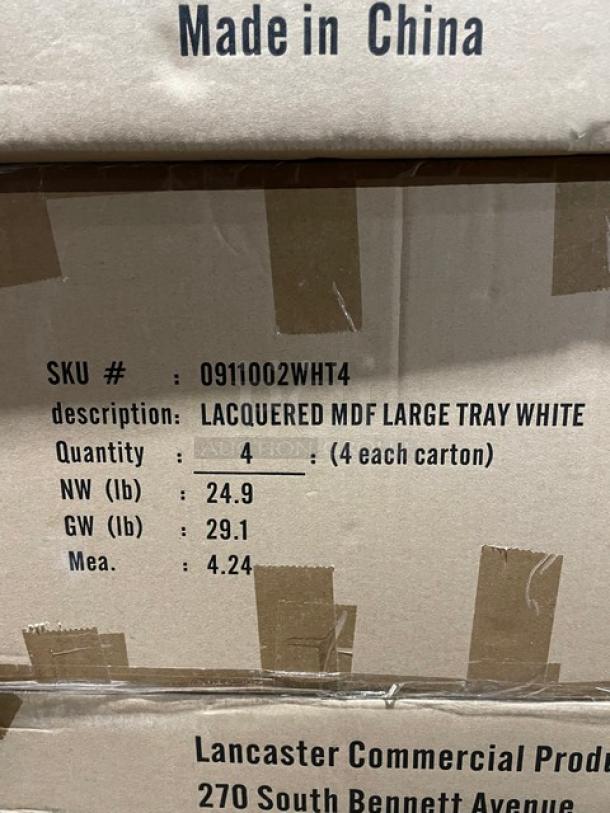 Made in China
SKU # : 0911002WHT4
description: LACQUERED MDF LARGE TRAY WHITE
Quantity : 4 : (4 each carton)
NW (lb) : 24.9
GW (lb) : 29.1
Mea. : 4.24
Lancaster Commercial Produ
270 South Bennett Avenue